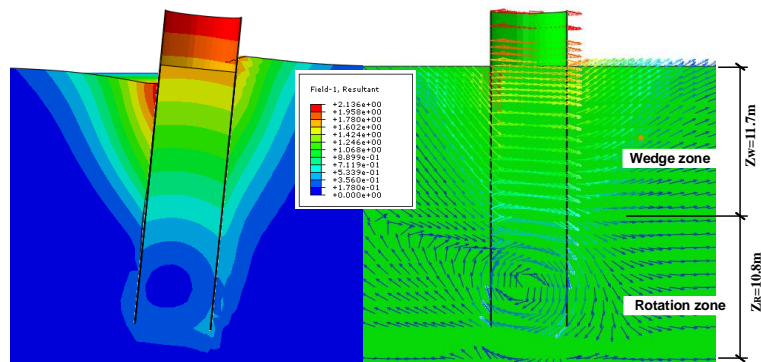 Field-1, Resultant
+2.136e+00
+1.958e+00
+1.780e+00
+1.602e+00
+1.424e+00
+1.246e+00
+1.068e+00
+8.899e-01
+7.119e-01
+5.339e-01
+3.560e-01
+1.780e-01
+0.000e+00
Wedge zone
Zw=11.7m
Rotation zone
ZR=10.8m